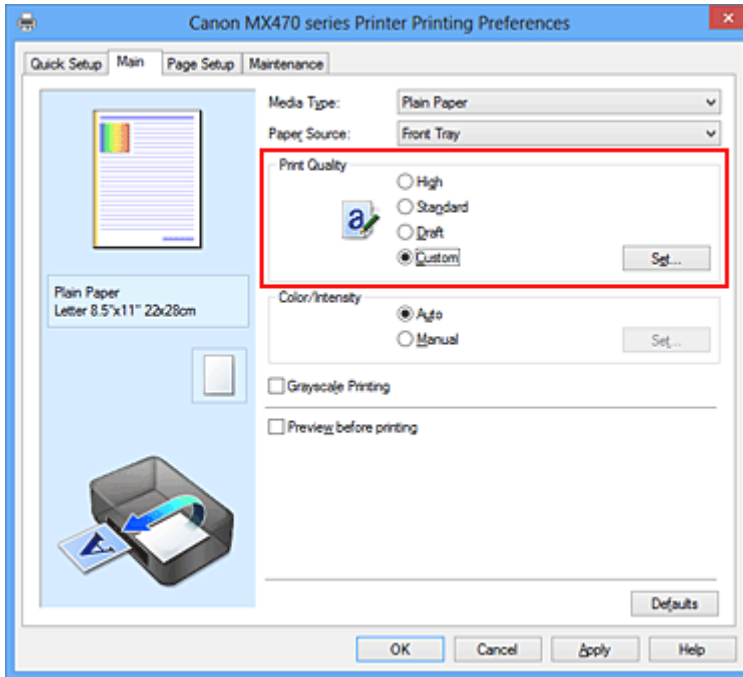 Canon MX470 series Printer Printing Preferences
Quick Setup Main Page Setup Maintenance
Media Type: Plain Paper
Paper Source: Front Tray
Print Quality
High
Standard
Draft
Custom Set...
Plain Paper
Letter 8.5"x11" 22x28cm
Color/Intensity
Auto
Manual Set...
Grayscale Printing
Preview before printing
Defaults
OK Cancel Apply Help